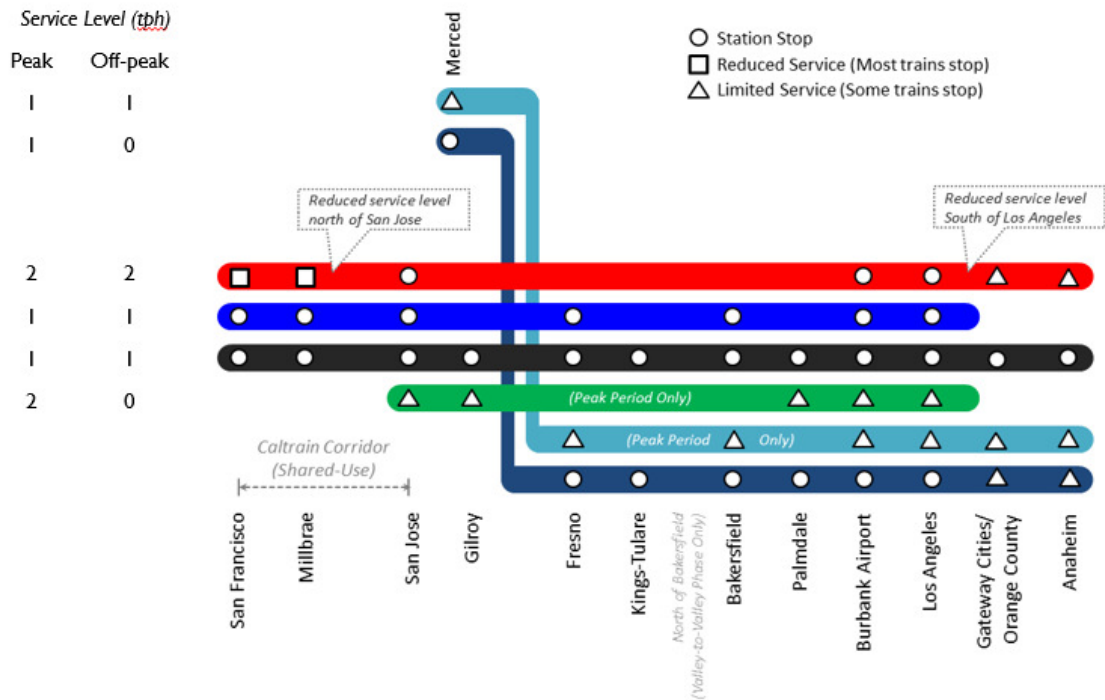 Service Level (tph)
Peak Off-peak
Merced
Station Stop
Reduced Service (Most trains stop)
Limited Service (Some trains stop)
1 1
1 0
Reduced service level
north of San Jose
Reduced service level
South of Los Angeles
2 2
1 1
1 1
2 0
(Peak Period Only)
(Peak Period Only)
Caltrain Corridor
(Shared-Use)
San Francisco
Millbrae
San Jose
Gilroy
Fresno
Kings-Tulare
North of Bakersfield
(Valley-to-Valley Phase Only)
Bakersfield
Palmdale
Burbank Airport
Los Angeles
Gateway Cities/
Orange County
Anaheim